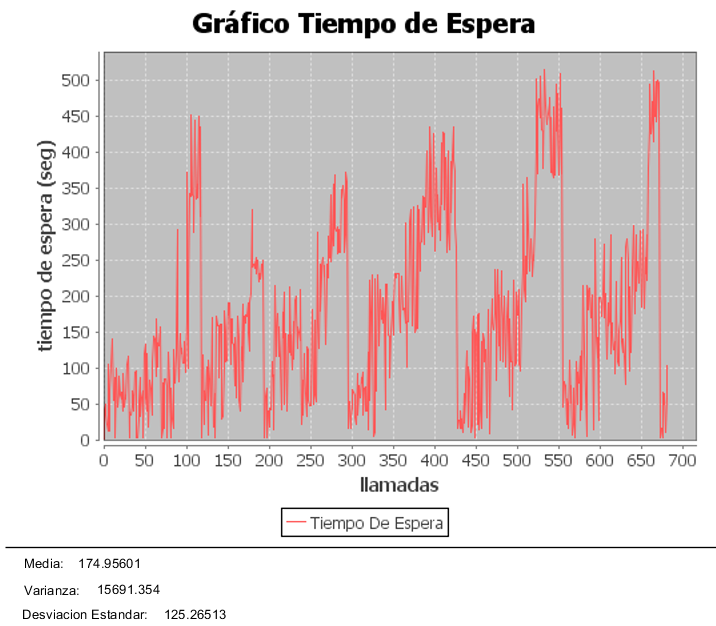 Gráfico Tiempo de Espera
tiempo de espera (seg)
500
450
400
350
300
250
200
150
100
50
0
0 50 100 150 200 250 300 350 400 450 500 550 600 650 700
llamadas
Tiempo De Espera
Media: 174.95601
Varianza: 15691.354
Desviacion Estandar: 125.26513